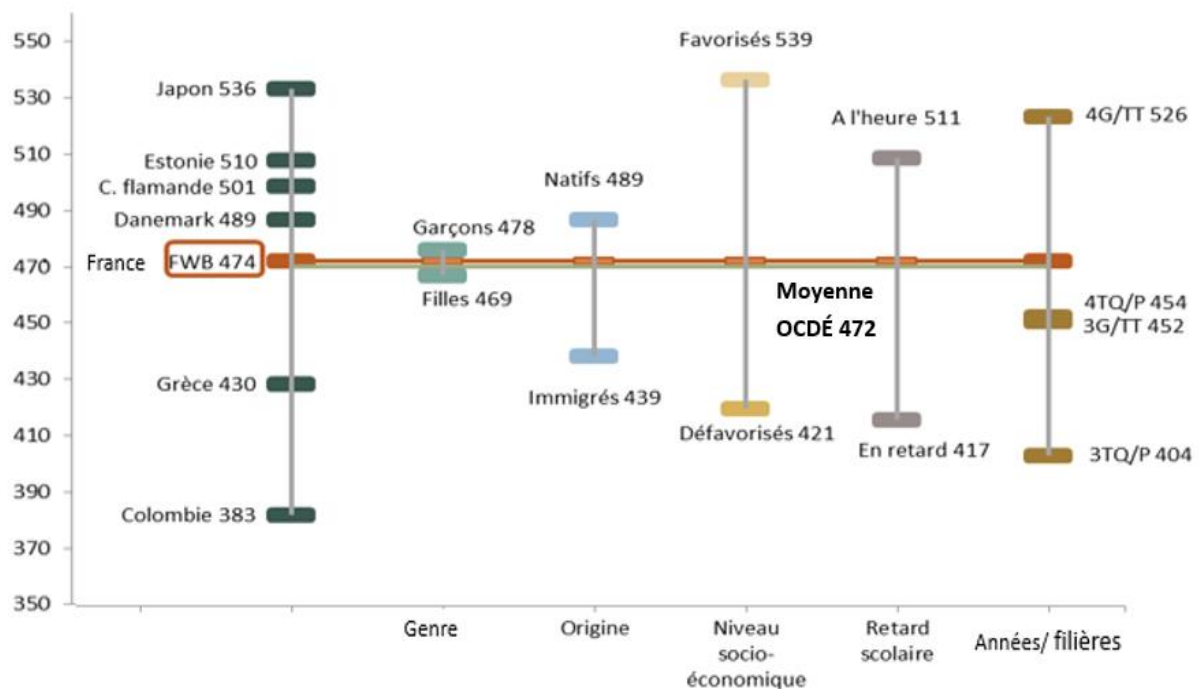 550
530
510
490
470
450
430
410
390
370
350
Japon 536
Estonie 510
C. flamande 501
Danemark 489
France FWB 474
Grèce 430
Colombie 383
Garçons 478
Filles 469
Natifs 489
Immigrés 439
Favorisés 539
Défavorisés 421
Moyenne
OCDÉ 472
A l'heure 511
En retard 417
4G/TT 526
4TQ/P 454
3G/TT 452
3TQ/P 404
Genre
Origine
Niveau
socio-
économique
Retard
scolaire
Années/ filières